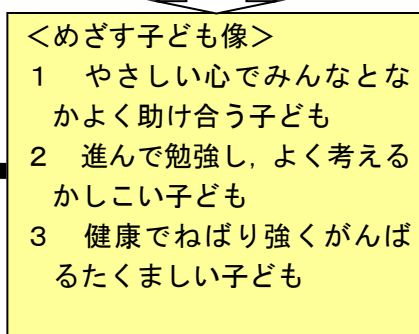 ＜めざす子ども像＞
１　やさしい心でみんなとな
かよく助け合う子ども
２　進んで勉強し，よく考える
かしこい子ども
３　健康でねばり強くがんば
るたくましい子ども